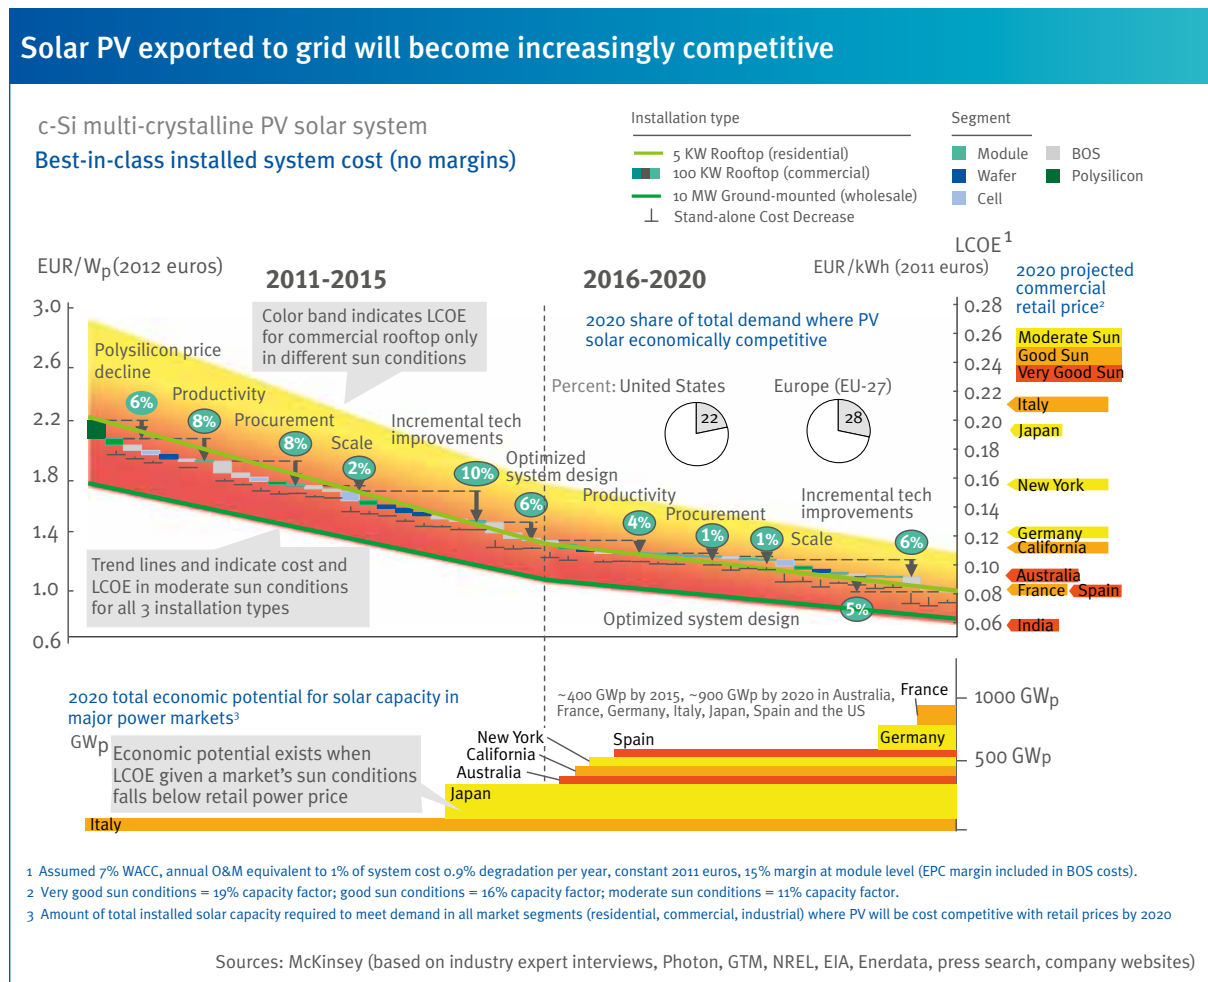 Solar PV exported to grid will become increasingly competitive
c-Si multi-crystalline PV solar system
Best-in-class installed system cost (no margins)
Installation type
5 KW Rooftop (residential)
100 KW Rooftop (commercial)
10 MW Ground-mounted (wholesale)
Stand-alone Cost Decrease
Segment
Module
Wafer
Cell
BOS
Polysilicon
EUR/Wp(2012 euros)
2011-2015
2016-2020
LCOE1
EUR/kWh (2011 euros)
2020 projected
commercial
retail price2
3.0
2.6
2.2
1.8
1.4
1.0
0.6
Color band indicates LCOE
for commercial rooftop only
in different sun conditions
2020 share of total demand where PV
solar economically competitive
Percent: United States
22
Europe (EU-27)
28
Polysilicon price
decline
6%
Productivity
8%
Procurement
8%
Scale
2%
Incremental tech
improvements
10%
Optimized
system design
6%
Productivity
4%
Procurement
1%
1%
Scale
Incremental tech
improvements
6%
5%
Optimized system design
Trend lines and indicate cost and
LCOE in moderate sun conditions
for all 3 installation types
0.28
0.26
0.24
0.22
0.20
0.18
0.16
0.14
0.12
0.10
0.08
0.06
Moderate Sun
Good Sun
Very Good Sun
Italy
Japan
New York
Germany
California
Australia
France
Spain
India
2020 total economic potential for solar capacity in
major power markets3
GWp
Economic potential exists when
LCOE given a market's sun conditions
falls below retail power price
~400 GWp by 2015, ~900 GWp by 2020 in Australia,
France, Germany, Italy, Japan, Spain and the US
France
1000 GWp
Germany
500 GWp
Spain
New York
California
Australia
Japan
Italy
1 Assumed 7% WACC, annual O&M equivalent to 1% of system cost 0.9% degradation per year, constant 2011 euros, 15% margin at module level (EPC margin included in BOS costs).
2 Very good sun conditions = 19% capacity factor; good sun conditions = 16% capacity factor; moderate sun conditions = 11% capacity factor.
3 Amount of total installed solar capacity required to meet demand in all market segments (residential, commercial, industrial) where PV will be cost competitive with retail prices by 2020
Sources: McKinsey (based on industry expert interviews, Photon, GTM, NREL, EIA, Enerdata, press search, company websites)